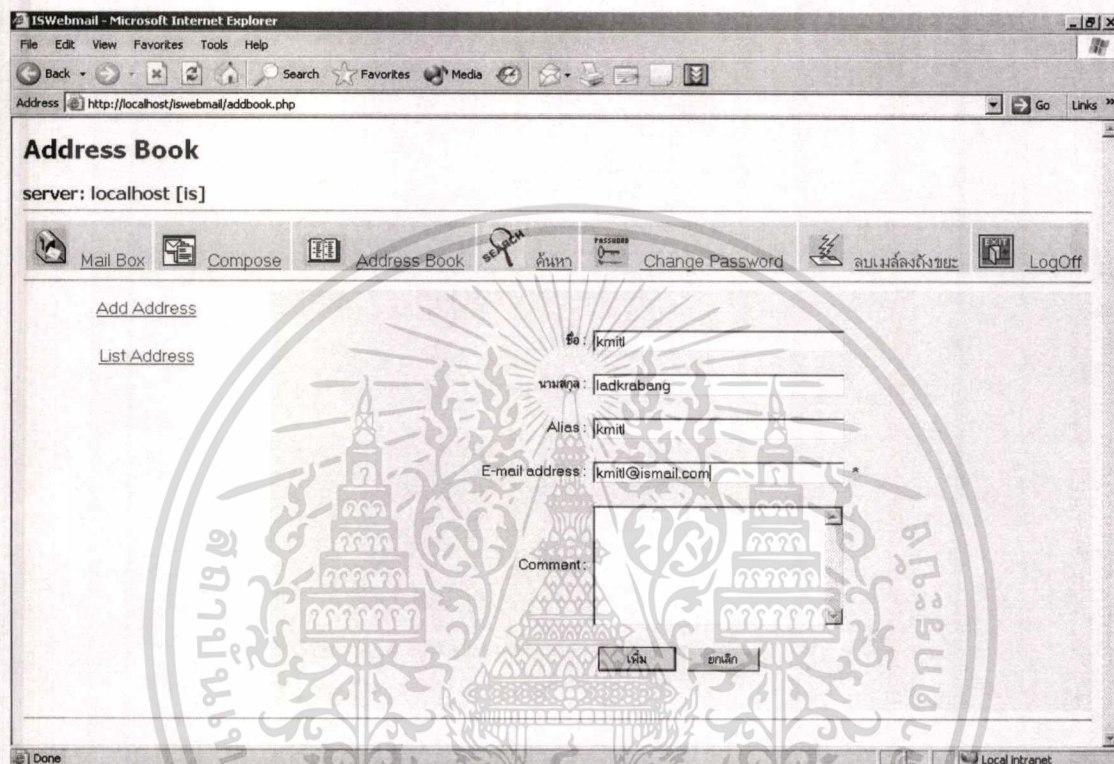 ISWebmail - Microsoft Internet Explorer
File Edit View Favorites Tools Help
Back Search Favorites Media
Address http://localhost/iswebmail/addbook.php Go Links »
Address Book
server: localhost [is]
Mail Box Compose Address Book SEARCH ค้นหา PASSWORD Change Password ลบเมล์ลงถังขยะ EXIT LogOff
Add Address
List Address
ชื่อ : kmitl
นามสกุล : ladkrabang
Alias : kmitl
E-mail address : kmitl@ismail.com *
Comment :
เพิ่ม ยกเลิก
Done Local intranet